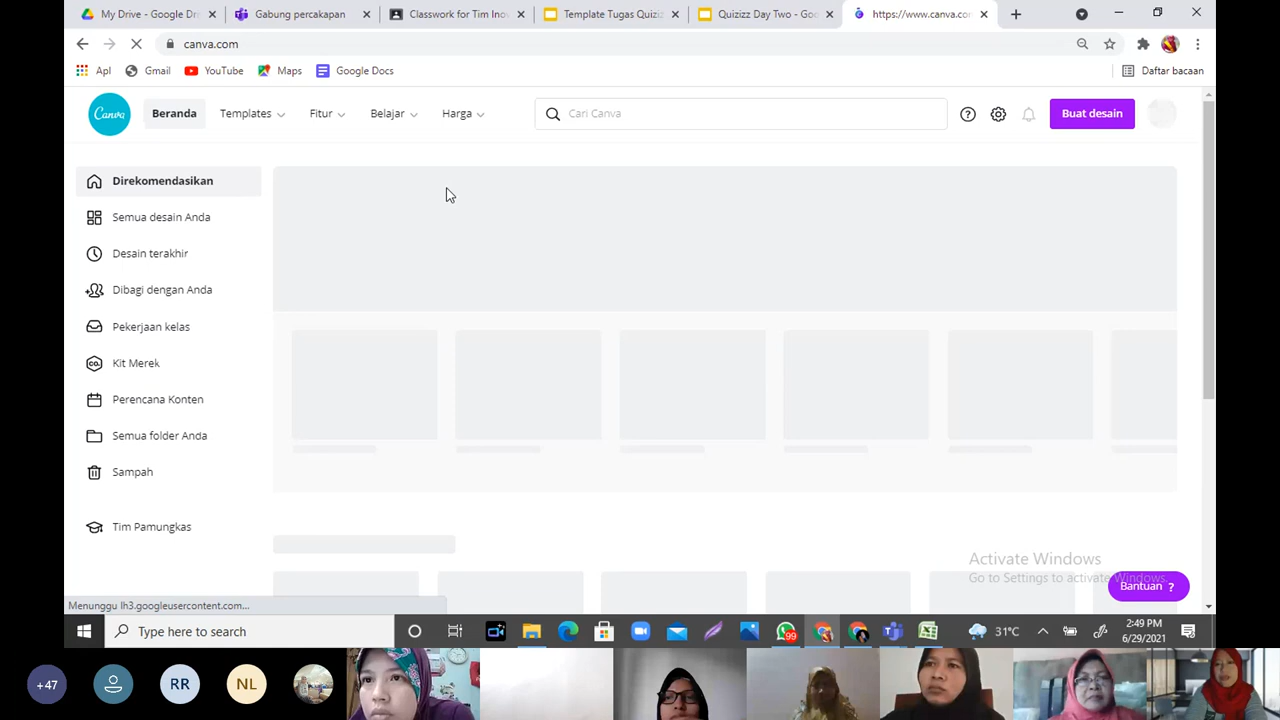 My Drive - Google Dr
Gabung percakapan
Classwork for Tim Ino
Template Tugas Quiziz
Quizizz Day Two - Goo
https://www.canva.co
canva.com
Apl
Gmail
YouTube
Maps
Google Docs
Daftar bacaan
Canva
Beranda
Templates
Fitur
Belajar
Harga
Cari Canva
Buat desain
Direkomendasikan
Semua desain Anda
Desain terakhir
Dibagi dengan Anda
Pekerjaan kelas
CO.
Kit Merek
Perencana Konten
Semua folder Anda
Sampah
Tim Pamungkas
Activate Windows
Go to Settings to activate Windows.
Bantuan ?
Menunggu lh3.googleusercontent.com...
Type here to search
99
31°C
2:49 PM
6/29/2021
+47
RR
NL